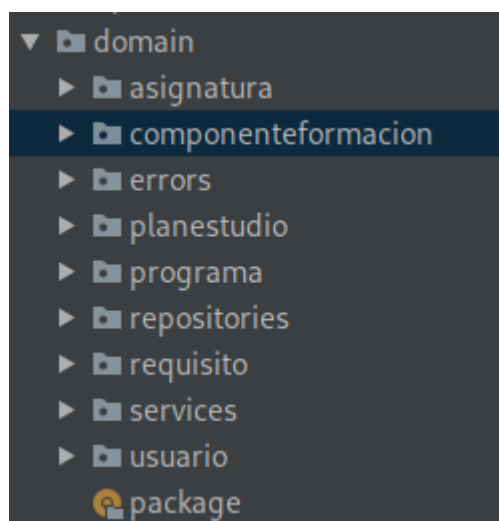 domain
asignatura
componenteformacion
errors
planestudio
programa
repositories
requisito
services
usuario
package